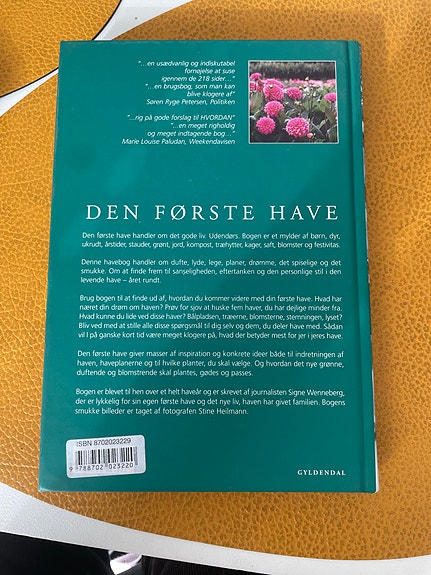 "...en usædvanlig og indiskutabel
fornøjelse at suse
igennem de 218 sider..."
"...en brugsbog, som man kan
blive klogere af"
Søren Ryge Petersen, Politiken
"...rig på gode forslag til HVORDAN"
"...en meget righoldig
og meget indtagende bog..."
Marie Louise Paludan, Weekendavisen
DEN FØRSTE HAVE
Den første have handler om det gode liv. Udendørs. Bogen er et mylder af børn, dyr,
ukrudt, årstider, stauder, grønt, jord, kompost, træhytter, kager, saft, blomster og festivitas.
Denne havebog handler om dufte, lyde, lege, planer, drømme, det spiselige og det
smukke. Om at finde frem til sanseligheden, eftertanken og den personlige stil i den
levende have – året rundt.
Brug bogen til at finde ud af, hvordan du kommer videre med din første have. Hvad har
næret din drøm om haven? Prøv for sjov at huske fem haver, du har dejlige minder fra.
Hvad kunne du lide ved disse haver? Bålpladsen, træerne, blomsterne, stemningen, lyset?
Bliv ved med at stille alle disse spørgsmål til dig selv og dem, du deler have med. Sådan
vil I på ganske kort tid være meget klogere på, hvad der betyder mest for jer i jeres have.
Den første have giver masser af inspiration og konkrete ideer både til indretningen af
haven, haveplanerne og til hvilke planter, du skal vælge. Og hvordan det nye grønne,
duftende og blomstrende skal plantes, gødes og passes.
Bogen er blevet til hen over et helt haveår og er skrevet af journalisten Signe Wenneberg,
der er lykkelig for sin egen første have og det nye liv, haven har givet familien. Bogens
smukke billeder er taget af fotografen Stine Heilmann.
ISBN 8702023229
9 788702 023220
GYLDENDAL